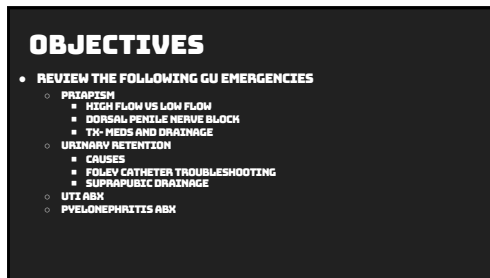 OBJECTIVES
● REVIEW THE FOLLOWING GU EMERGENCIES
○ PRIAPISM
■ HIGH FLOW VS LOW FLOW
■ DORSAL PENILE NERVE BLOCK
■ TX- MEDS AND DRAINAGE
○ URINARY RETENTION
■ CAUSES
■ FOLEY CATHETER TROUBLESHOOTING
■ SUPRAPUBIC DRAINAGE
○ UTI ABX
○ PYELONEPHRITIS ABX